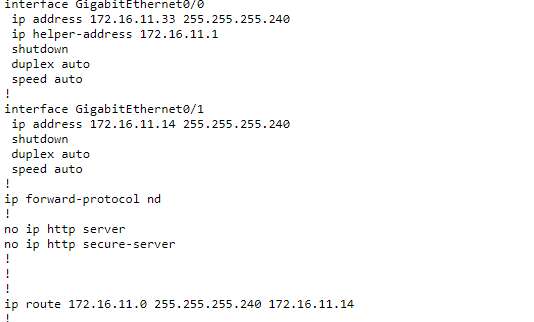 interface GigabitEthernet0/0
 ip address 172.16.11.33 255.255.255.240
 ip helper-address 172.16.11.1
 shutdown
 duplex auto
 speed auto
!
interface GigabitEthernet0/1
 ip address 172.16.11.14 255.255.255.240
 shutdown
 duplex auto
 speed auto
!
ip forward-protocol nd
!
no ip http server
no ip http secure-server
!
!
!
ip route 172.16.11.0 255.255.255.240 172.16.11.14
!